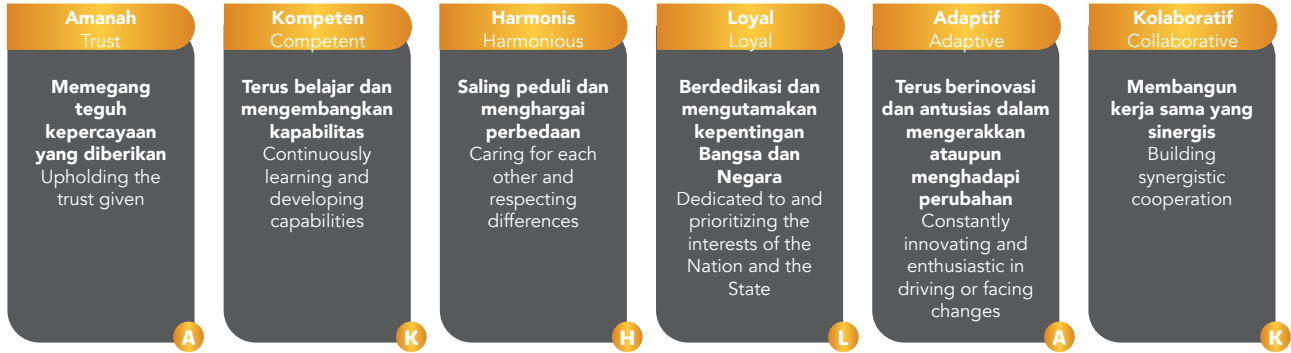 Amanah
Trust
Memegang
teguh
kepercayaan
yang diberikan
Upholding the
trust given
A
Kompeten
Competent
Terus belajar dan
mengembangkan
kapabilitas
Continuously
learning and
developing
capabilities
K
Harmonis
Harmonious
Saling peduli dan
menghargai
perbedaan
Caring for each
other and
respecting
differences
H
Loyal
Loyal
Berdedikasi dan
mengutamakan
kepentingan
Bangsa dan
Negara
Dedicated to and
prioritizing the
interests of the
Nation and the
State
L
Adaptif
Adaptive
Terus berinovasi
dan antusias dalam
mengerakkan
ataupun
menghadapi
perubahan
Constantly
innovating and
enthusiastic in
driving or facing
changes
A
Kolaboratif
Collaborative
Membangun
kerja sama yang
sinergis
Building
synergistic
cooperation
K